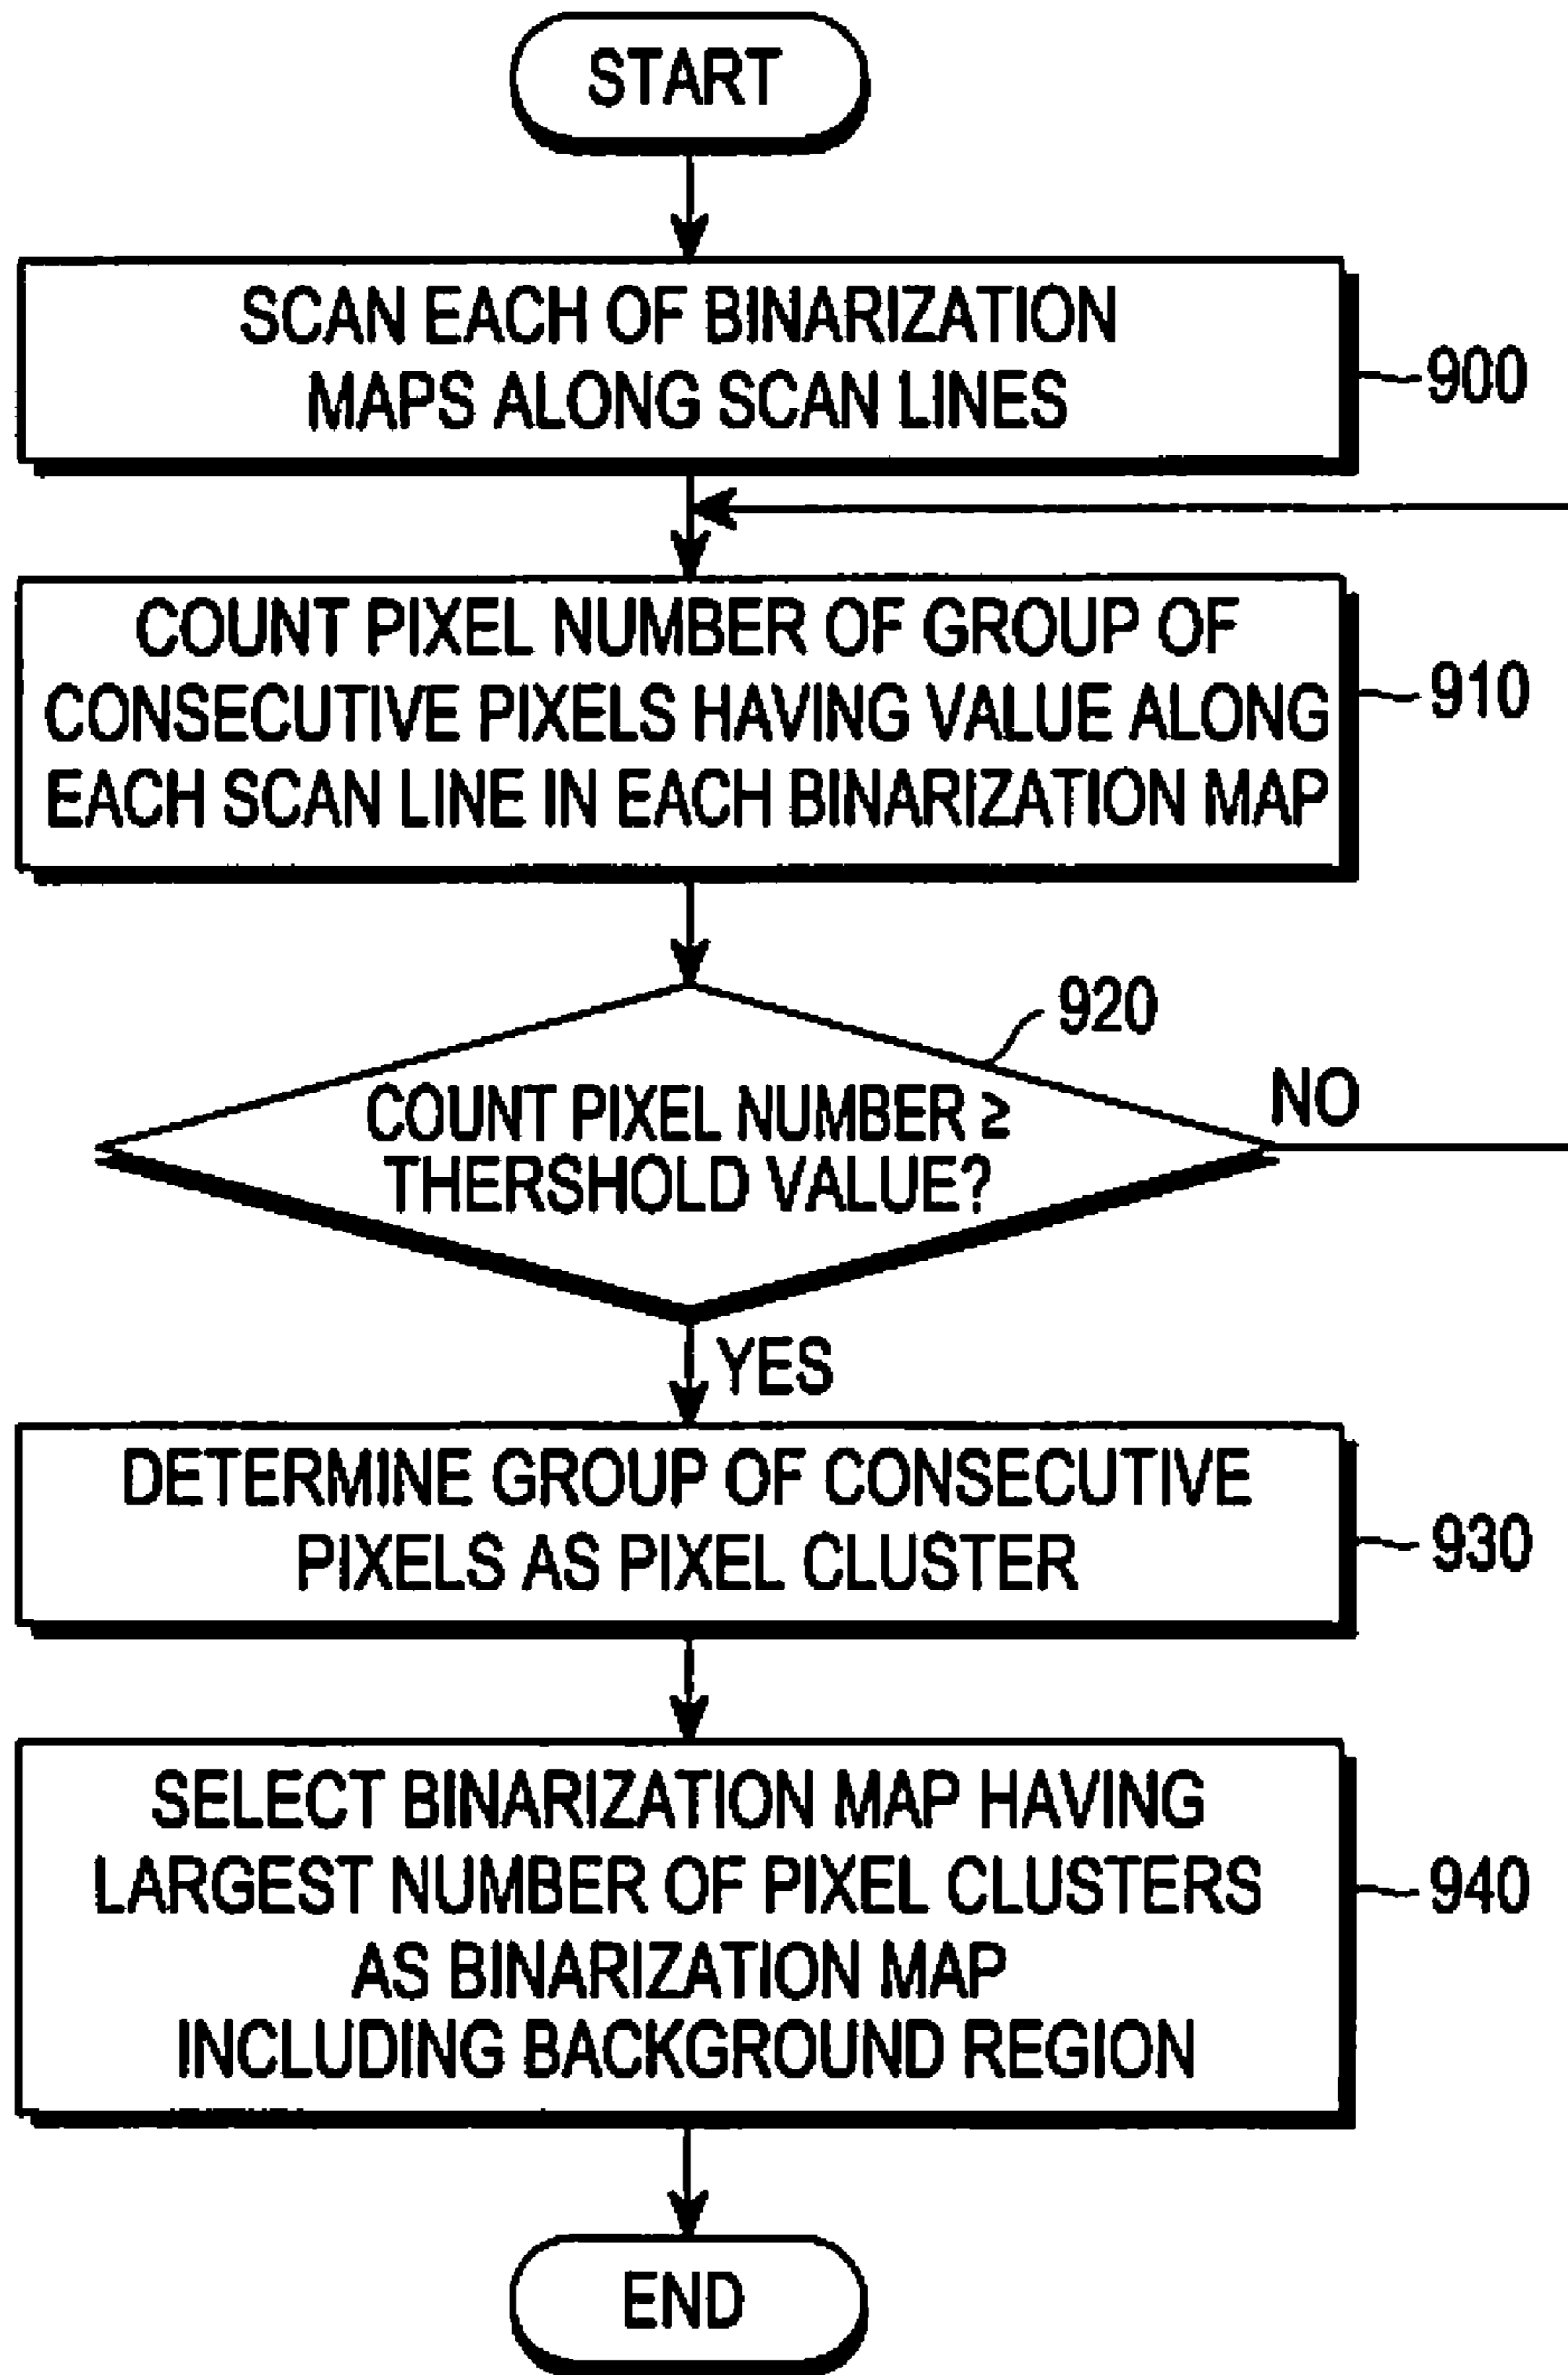 START
SCAN EACH OF BINARIZATION
MAPS ALONG SCAN LINES
900
COUNT PIXEL NUMBER OF GROUP OF
CONSECUTIVE PIXELS HAVING VALUE ALONG
EACH SCAN LINE IN EACH BINARIZATION MAP
910
920
COUNT PIXEL NUMBER ≥
THERSHOLD VALUE?
NO
YES
DETERMINE GROUP OF CONSECUTIVE
PIXELS AS PIXEL CLUSTER
930
SELECT BINARIZATION MAP HAVING
LARGEST NUMBER OF PIXEL CLUSTERS
AS BINARIZATION MAP
INCLUDING BACKGROUND REGION
940
END